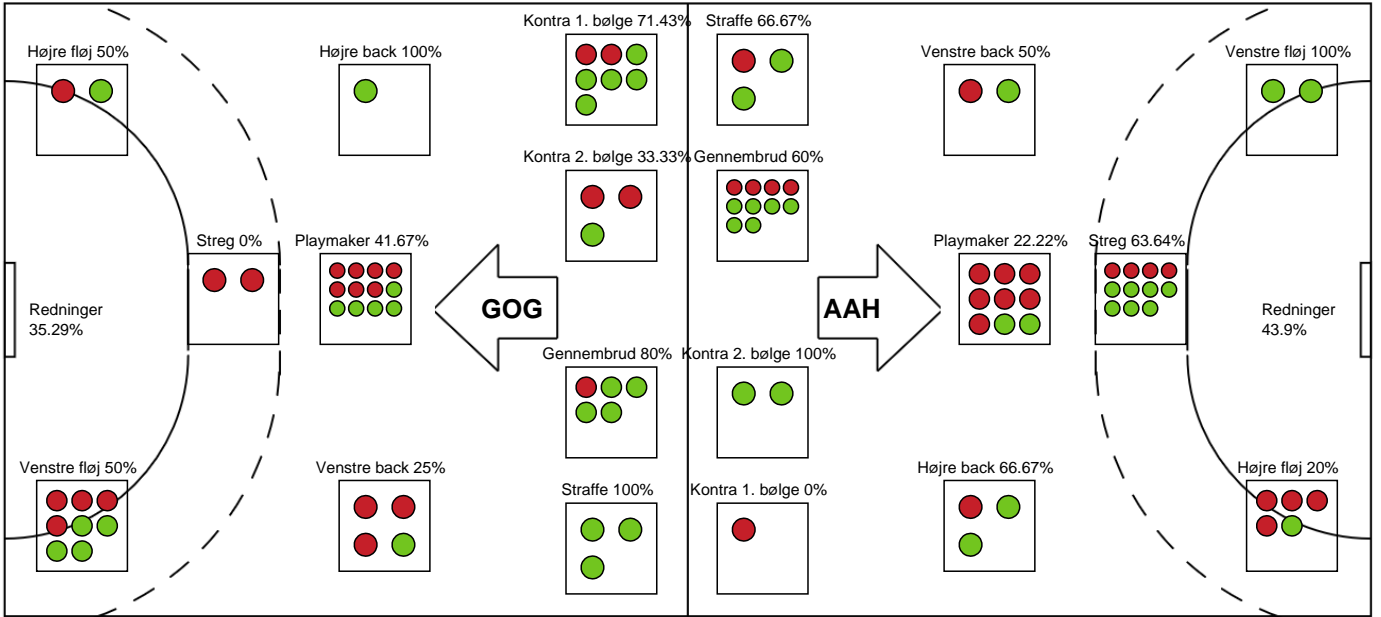 Kontra 1. bølge 71.43%
Straffe 66.67%
Højre fløj 50%
Højre back 100%
Venstre back 50%
Venstre fløj 100%
Kontra 2. bølge 33.33%
Gennembrud 60%
Streg 0%
Playmaker 41.67%
Playmaker 22.22%
Streg 63.64%
Redninger
35.29%
GOG
AAH
Redninger
43.9%
Gennembrud 80%
Kontra 2. bølge 100%
Venstre fløj 50%
Venstre back 25%
Straffe 100%
Kontra 1. bølge 0%
Højre back 66.67%
Højre fløj 20%